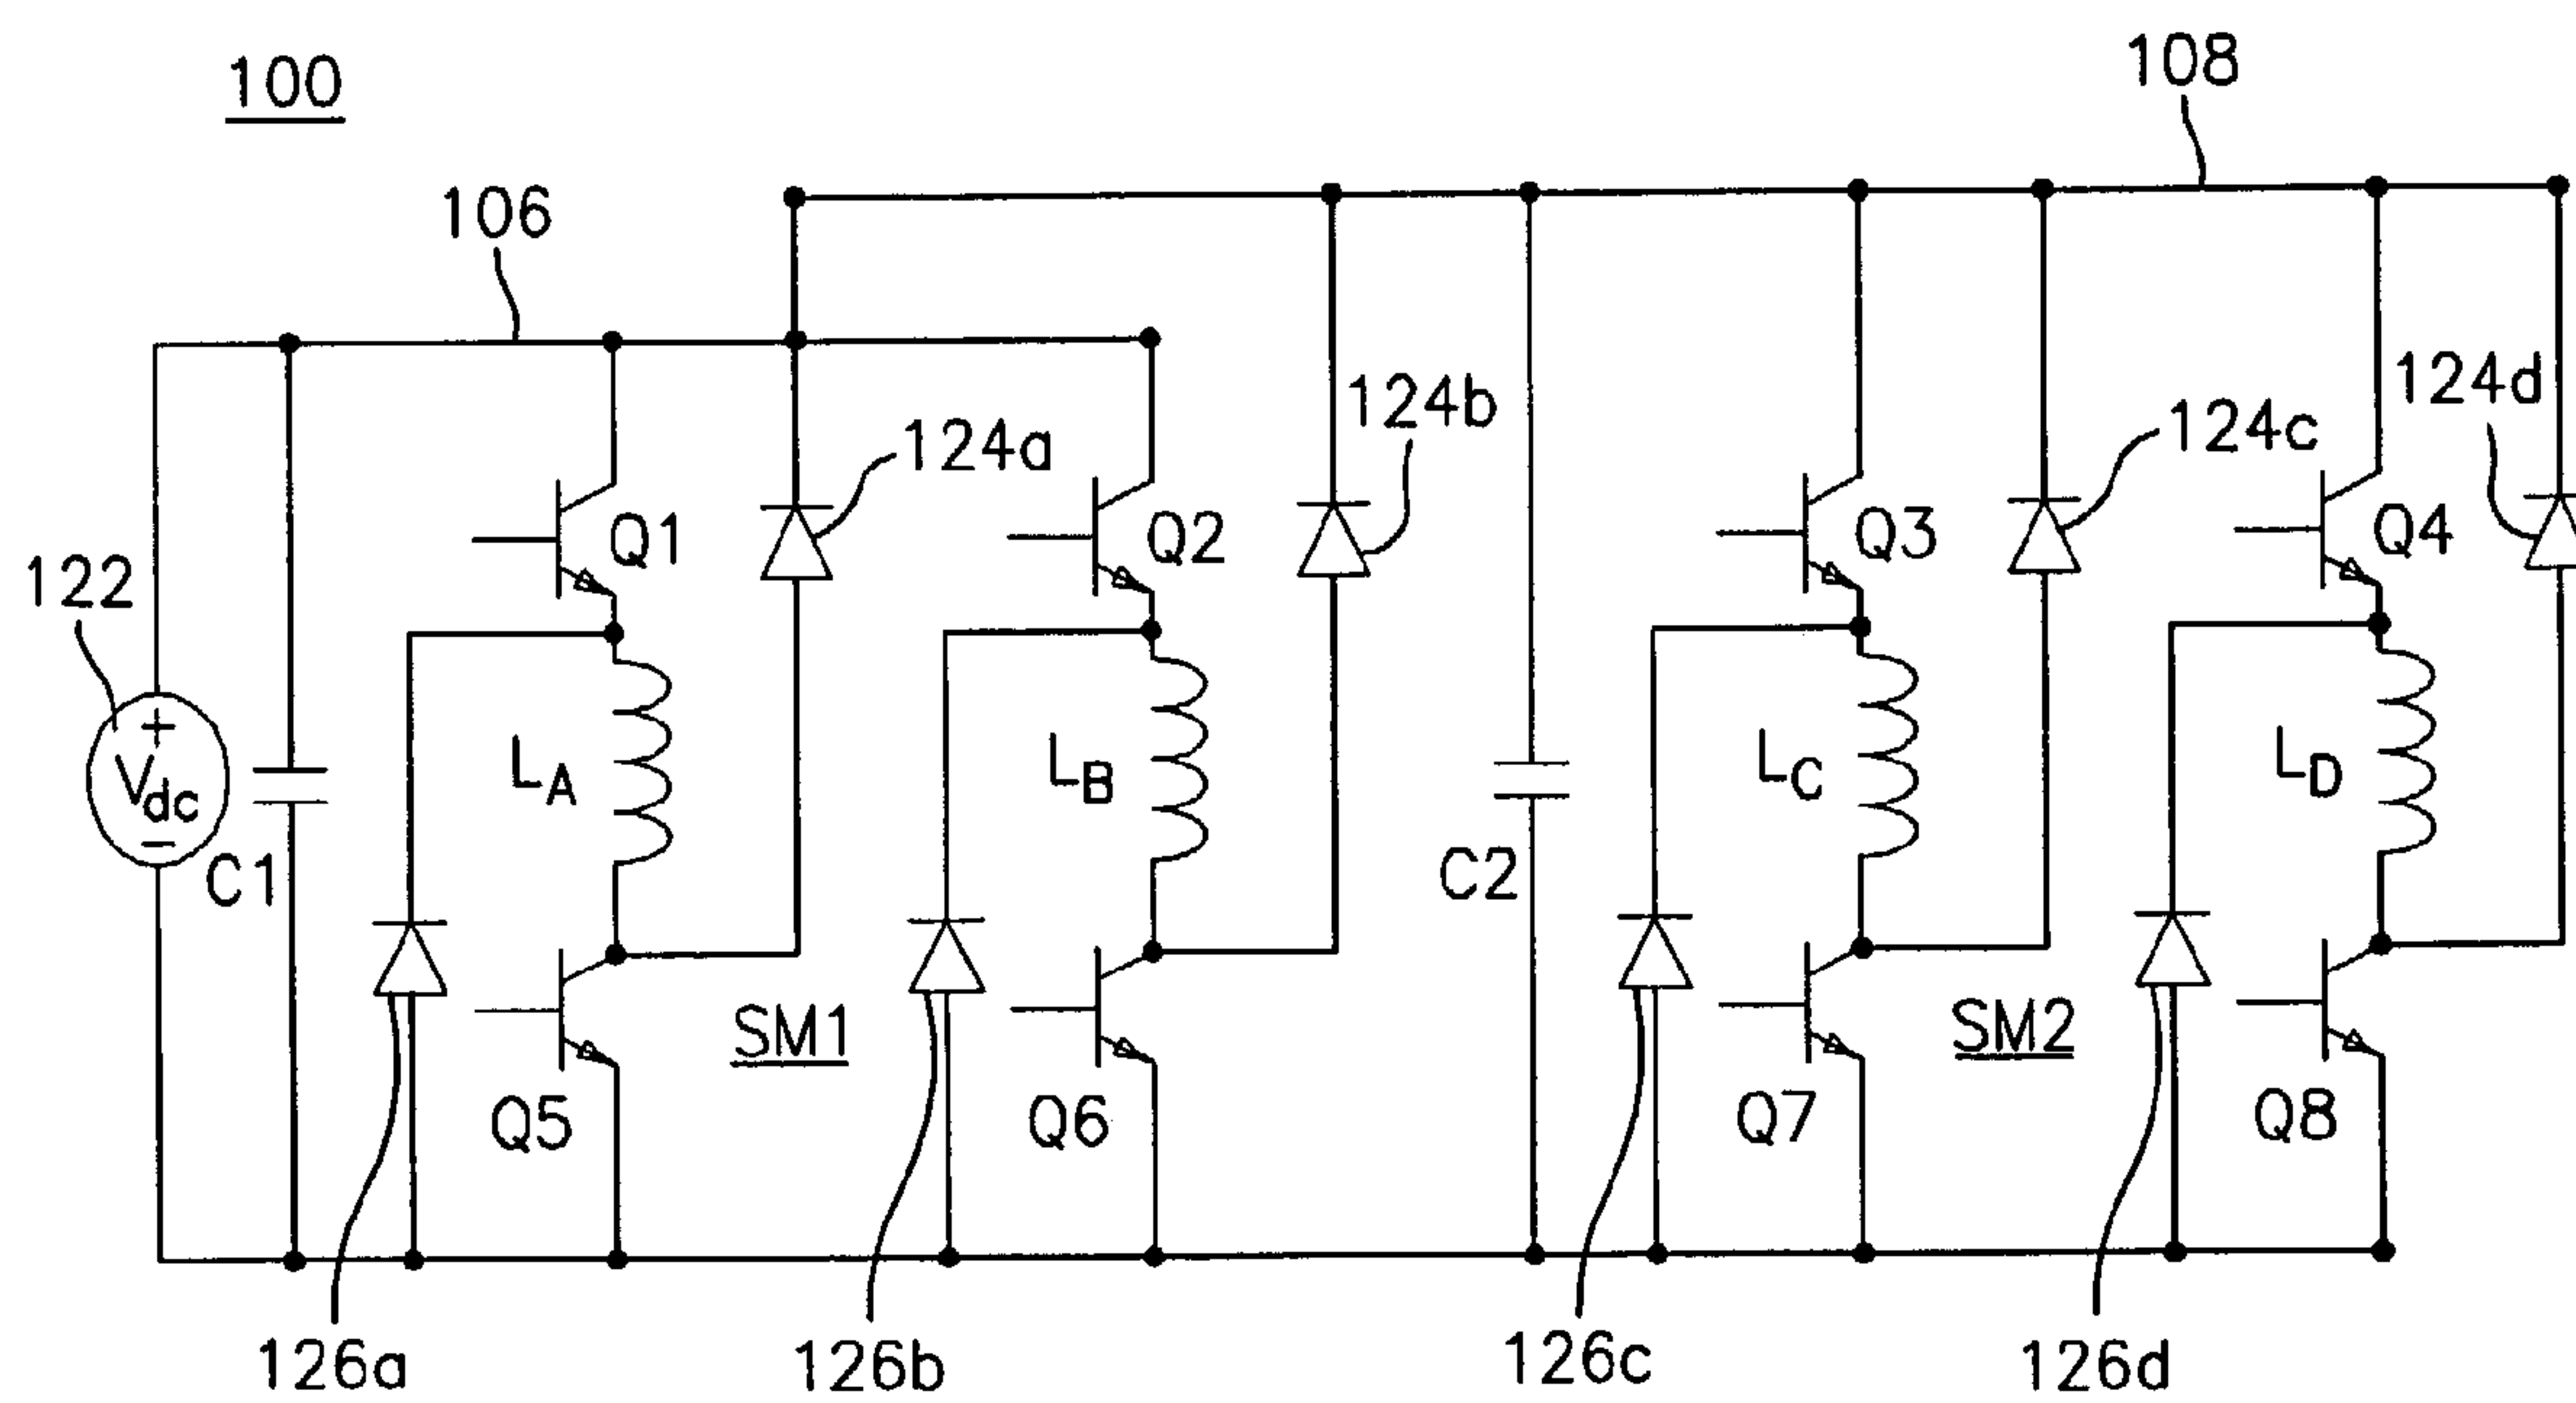 100
108
106
124b
124d
124a
124c
Q1
Q2
Q3
Q4
122
+
Vdc
−
LA
LB
LC
LD
C1
C2
SM1
SM2
Q5
Q6
Q7
Q8
126a
126b
126c
126d